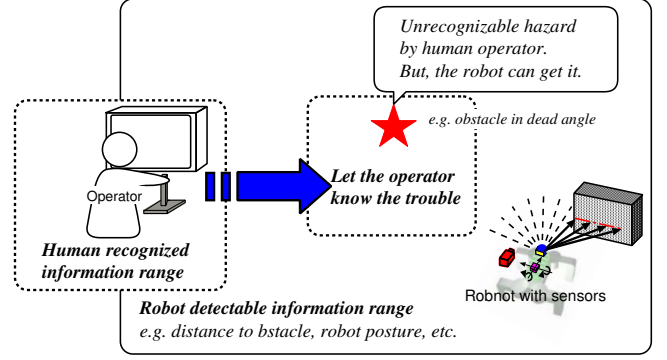 Unrecognizable hazard
by human operator.
But, the robot can get it.
e.g. obstacle in dead angle
Operator
Let the operator
know the trouble
Human recognized
information range
Robnot with sensors
Robot detectable information range
e.g. distance to bstacle, robot posture, etc.